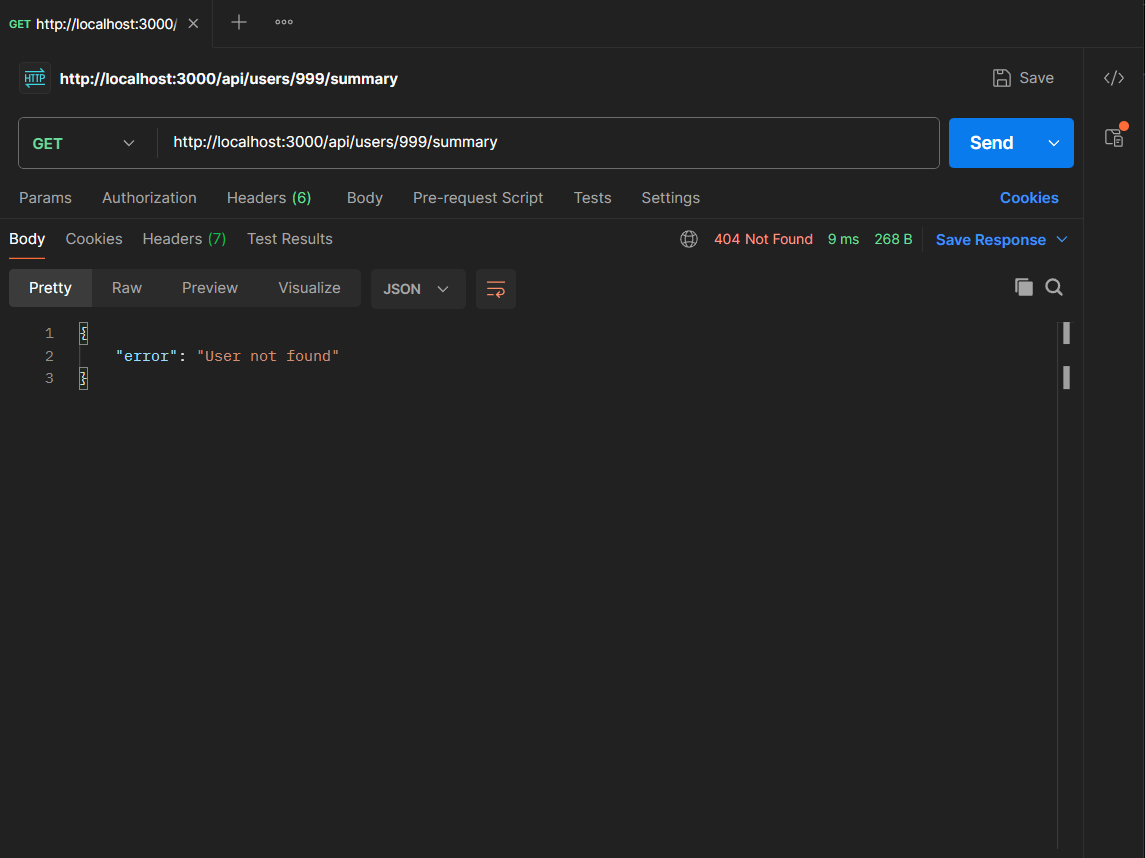 GET http://localhost:3000/
HTTP http://localhost:3000/api/users/999/summary Save
GET http://localhost:3000/api/users/999/summary Send
Params Authorization Headers (6) Body Pre-request Script Tests Settings Cookies
Body Cookies Headers (7) Test Results 404 Not Found 9 ms 268 B Save Response
Pretty Raw Preview Visualize JSON
1 {
2 "error": "User not found"
3 }